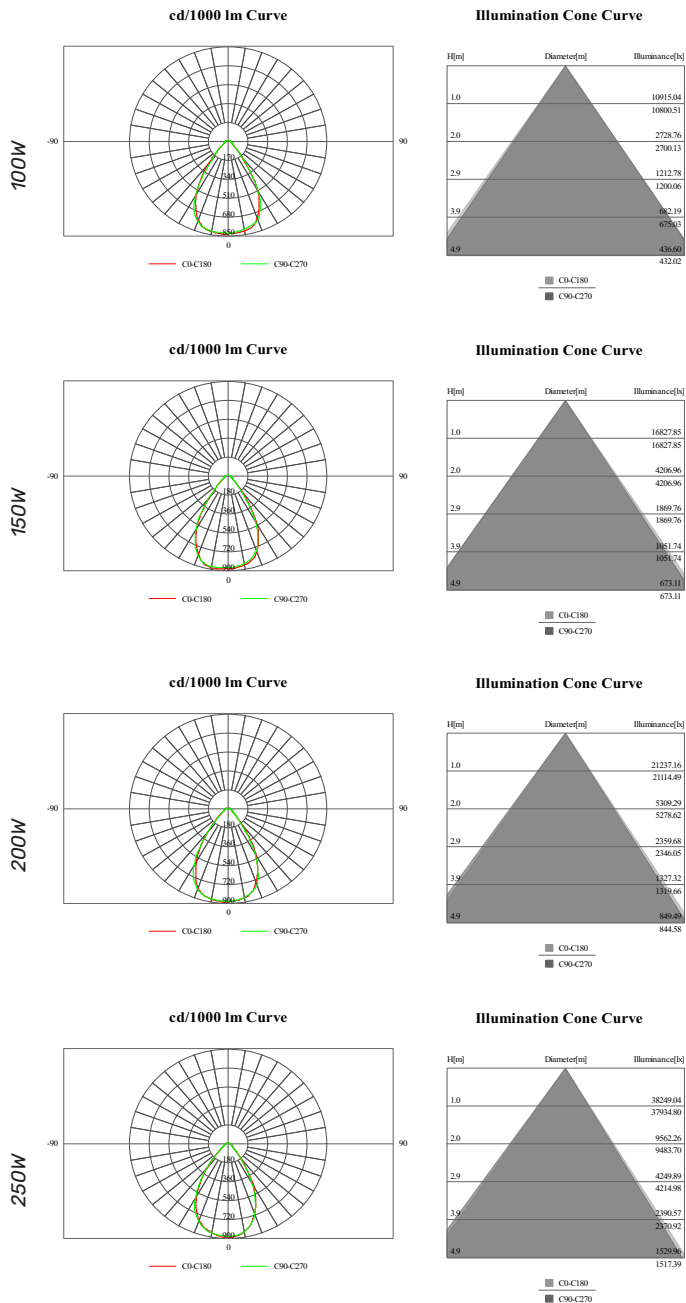 cd/1000 lm Curve
Illumination Cone Curve
100W
-90
90
170
340
510
680
850
0
C0-C180
C90-C270
H[m]
Diameter[m]
Illuminance[lx]
1.0
10915.04
10800.51
2.0
2728.76
2700.13
2.9
1212.78
1200.06
3.9
682.19
675.03
4.9
436.60
432.02
C0-C180
C90-C270
cd/1000 lm Curve
Illumination Cone Curve
150W
-90
90
180
360
540
720
900
0
C0-C180
C90-C270
H[m]
Diameter[m]
Illuminance[lx]
1.0
16827.85
16827.85
2.0
4206.96
4206.96
2.9
1869.76
1869.76
3.9
1051.74
1051.74
4.9
673.11
673.11
C0-C180
C90-C270
cd/1000 lm Curve
Illumination Cone Curve
200W
-90
90
180
360
540
720
900
0
C0-C180
C90-C270
H[m]
Diameter[m]
Illuminance[lx]
1.0
21237.16
21114.49
2.0
5309.29
5278.62
2.9
2359.68
2346.05
3.9
1327.32
1319.66
4.9
849.49
844.58
C0-C180
C90-C270
cd/1000 lm Curve
Illumination Cone Curve
250W
-90
90
180
360
540
720
900
0
C0-C180
C90-C270
H[m]
Diameter[m]
Illuminance[lx]
1.0
38249.04
37934.80
2.0
9562.26
9483.70
2.9
4249.89
4214.98
3.9
2390.57
2370.92
4.9
1529.96
1517.39
C0-C180
C90-C270